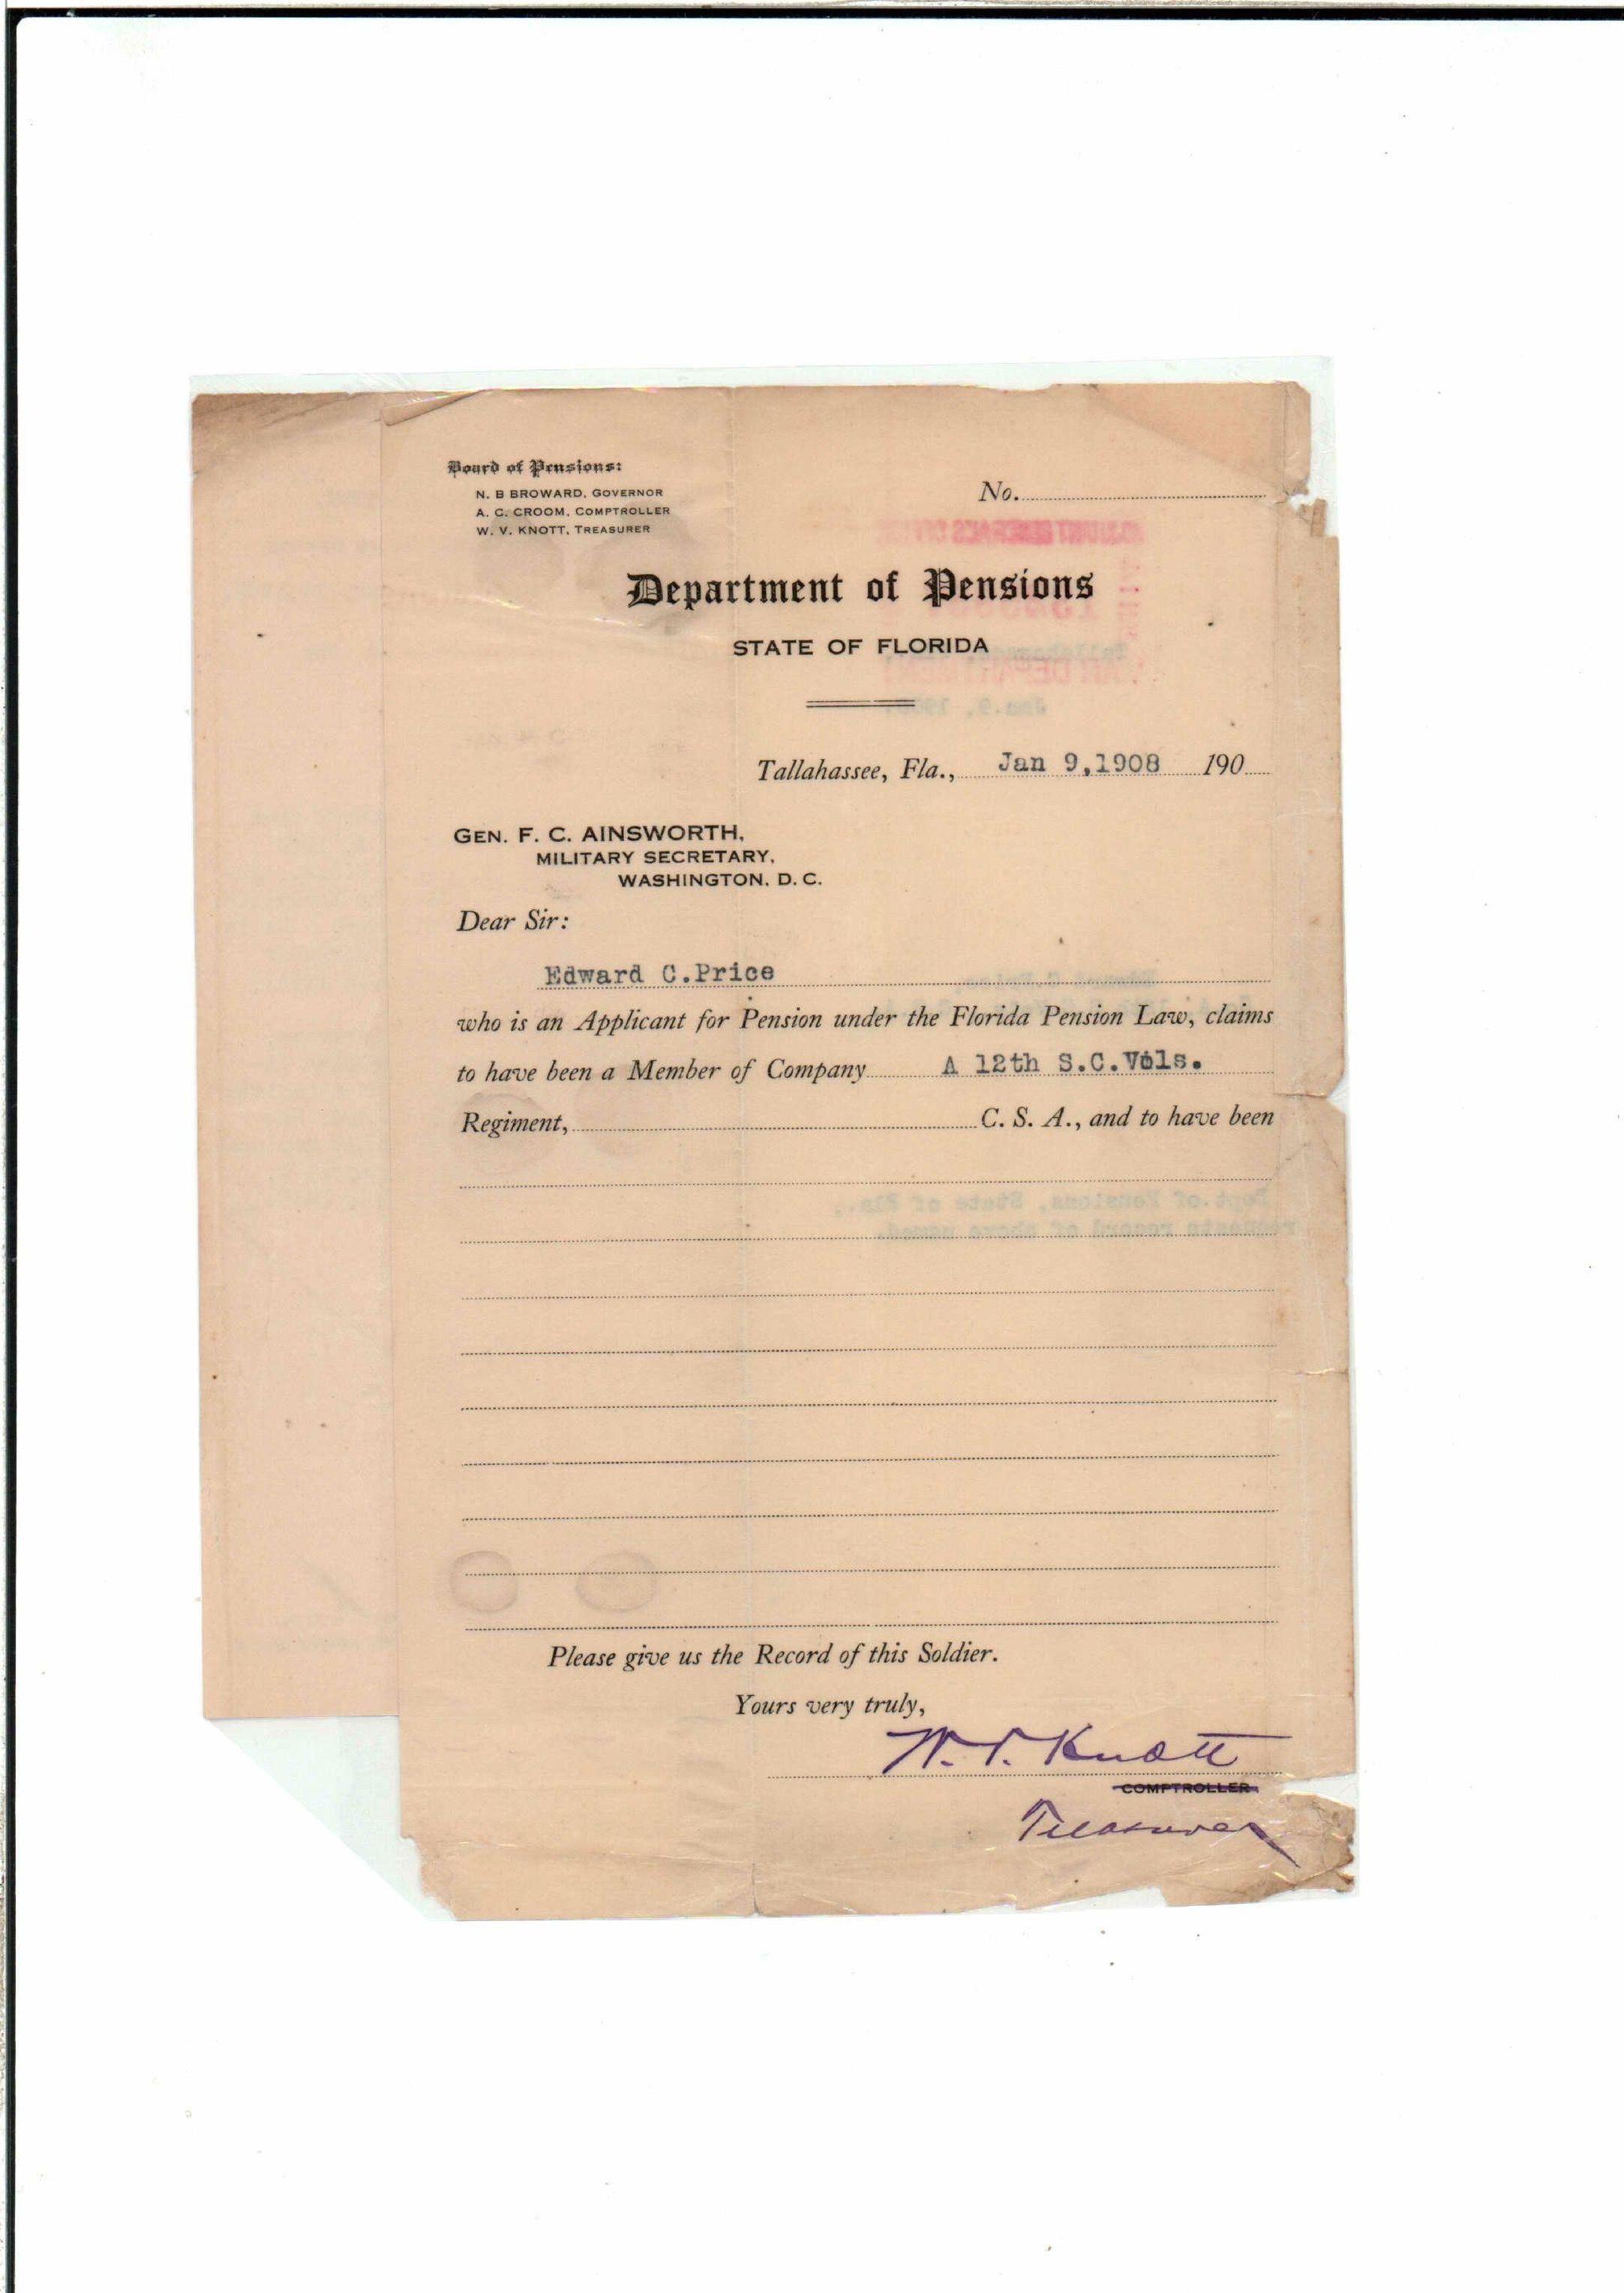 Board of Pensions:
N. B BROWARD, GOVERNOR
A. C. CROOM, COMPTROLLER
W. V. KNOTT, TREASURER
No.
Department of Pensions
STATE OF FLORIDA
Tallahassee, Fla., Jan 9,1908 190
GEN. F. C. AINSWORTH,
MILITARY SECRETARY,
WASHINGTON, D. C.
Dear Sir:
Edward C.Price
who is an Applicant for Pension under the Florida Pension Law, claims
to have been a Member of Company A 12th S.C.Vols.
Regiment, C. S. A., and to have been
Dept.of Pensions, State of Fla.,
requests record of above named.
Please give us the Record of this Soldier.
Yours very truly,
W. V. Knott
COMPTROLLER
Treasurer